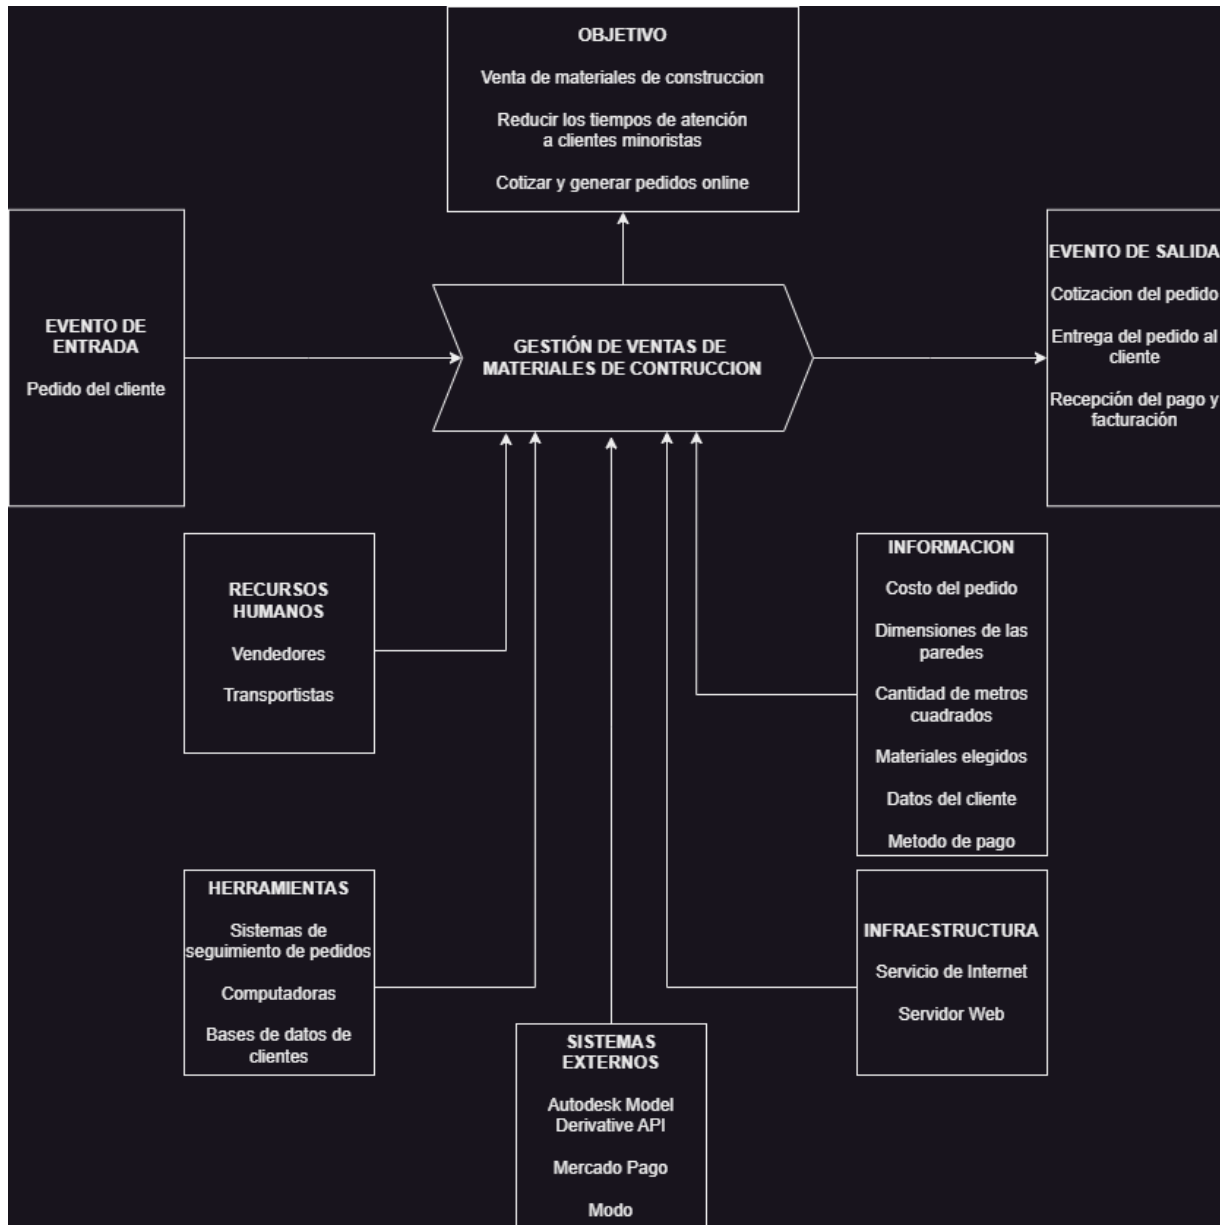 OBJETIVO
Venta de materiales de construccion
Reducir los tiempos de atención
a clientes minoristas
Cotizar y generar pedidos online
EVENTO DE
ENTRADA
Pedido del cliente
GESTIÓN DE VENTAS DE
MATERIALES DE CONTRUCCION
EVENTO DE SALIDA
Cotizacion del pedido
Entrega del pedido al
cliente
Recepción del pago y
facturación
RECURSOS
HUMANOS
Vendedores
Transportistas
INFORMACION
Costo del pedido
Dimensiones de las
paredes
Cantidad de metros
cuadrados
Materiales elegidos
Datos del cliente
Metodo de pago
HERRAMIENTAS
Sistemas de
seguimiento de pedidos
Computadoras
Bases de datos de
clientes
INFRAESTRUCTURA
Servicio de Internet
Servidor Web
SISTEMAS
EXTERNOS
Autodesk Model
Derivative API
Mercado Pago
Modo